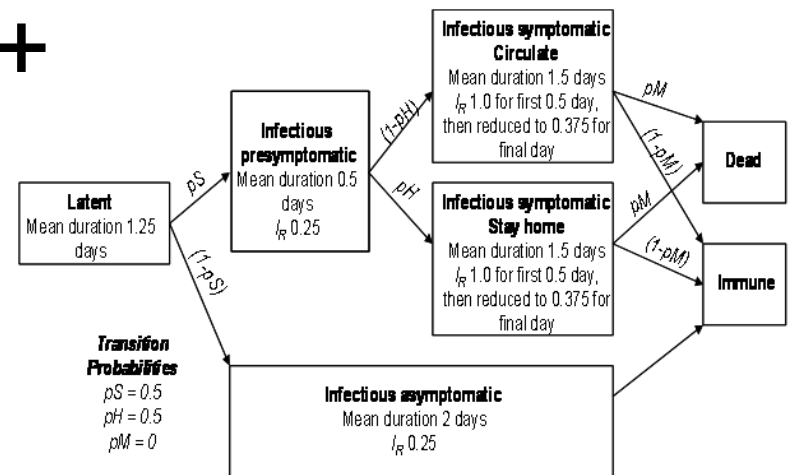 +
Latent
Mean duration 1.25
days
pS
(1-pS)
Infectious
presymptomatic
Mean duration 0.5
days
I_R 0.25
(1-pH)
pH
Infectious symptomatic
Circulate
Mean duration 1.5 days
I_R 1.0 for first 0.5 day,
then reduced to 0.375 for
final day
Infectious symptomatic
Stay home
Mean duration 1.5 days
I_R 1.0 for first 0.5 day,
then reduced to 0.375 for
final day
pM
(1-pM)
pM
(1-pM)
Dead
Immune
Transition
Probabilities
pS = 0.5
pH = 0.5
pM = 0
Infectious asymptomatic
Mean duration 2 days
I_R 0.25